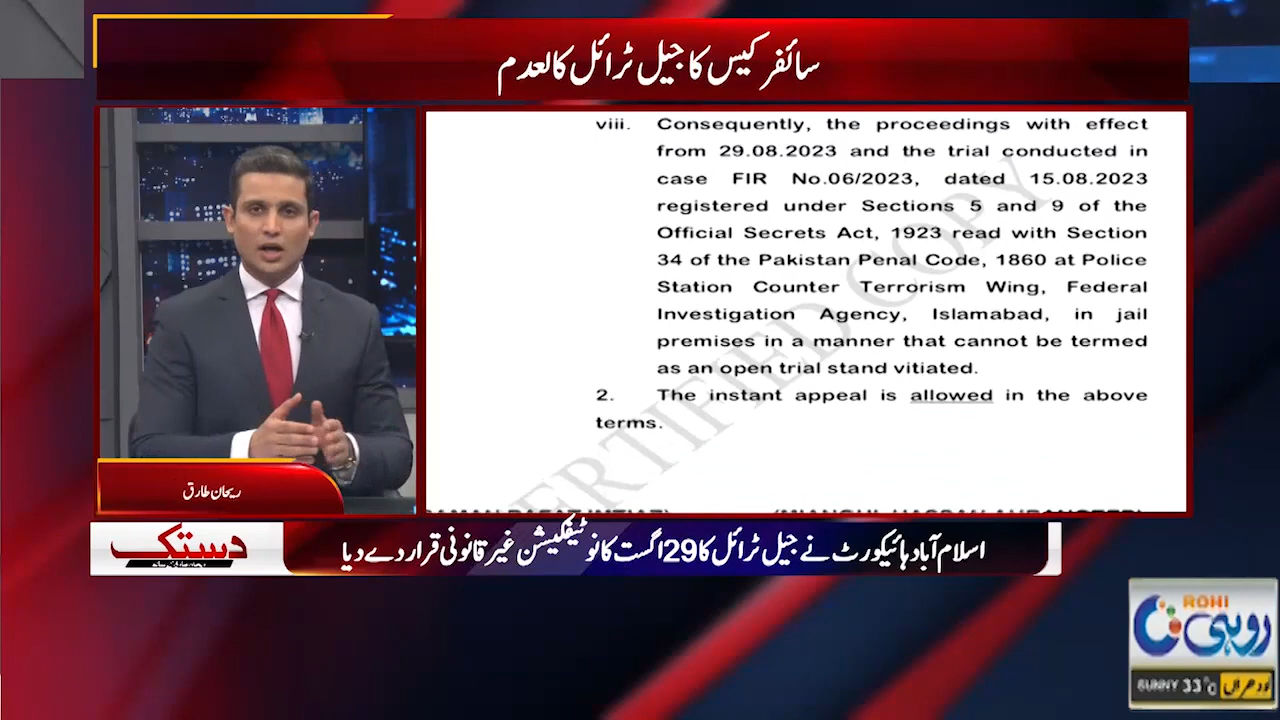 سائفر کیس کا جیل ٹرائل کالعدم
viii. Consequently, the proceedings with effect
from 29.08.2023 and the trial conducted in
case FIR No.06/2023, dated 15.08.2023
registered under Sections 5 and 9 of the
Official Secrets Act, 1923 read with Section
34 of the Pakistan Penal Code, 1860 at Police
Station Counter Terrorism Wing, Federal
Investigation Agency, Islamabad, in jail
premises in a manner that cannot be termed
as an open trial stand vitiated.
2. The instant appeal is allowed in the above
terms.
ERTIFIED COPY
ریحان طارق
دستک
اسلام آباد ہائیکورٹ نے جیل ٹرائل کا 29 اگست کا نوٹیفکیشن غیر قانونی قرار دے دیا
ROHI
روہی
SUNNY 33°C
لودھراں